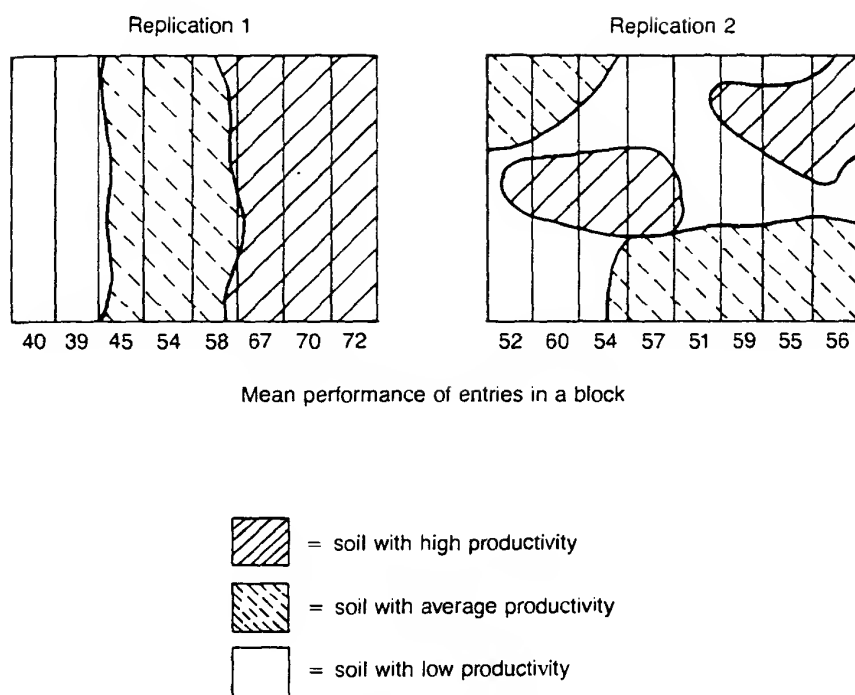 Replication 1 Replication 2
40 39 45 54 58 67 70 72 52 60 54 57 51 59 55 56
Mean performance of entries in a block
= soil with high productivity
= soil with average productivity
= soil with low productivity